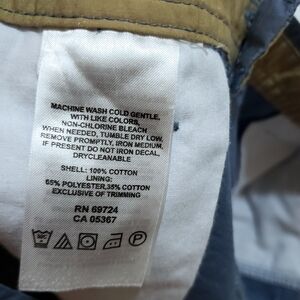 MACHINE WASH COLD GENTLE,
WITH LIKE COLORS,
NON-CHLORINE BLEACH
WHEN NEEDED, TUMBLE DRY LOW,
REMOVE PROMPTLY, IRON MEDIUM,
IF PRESENT DO NOT IRON DECAL,
DRYCLEANABLE
SHELL: 100% COTTON
LINING:
65% POLYESTER,35% COTTON
EXCLUSIVE OF TRIMMING
RN 69724
CA 05367
P